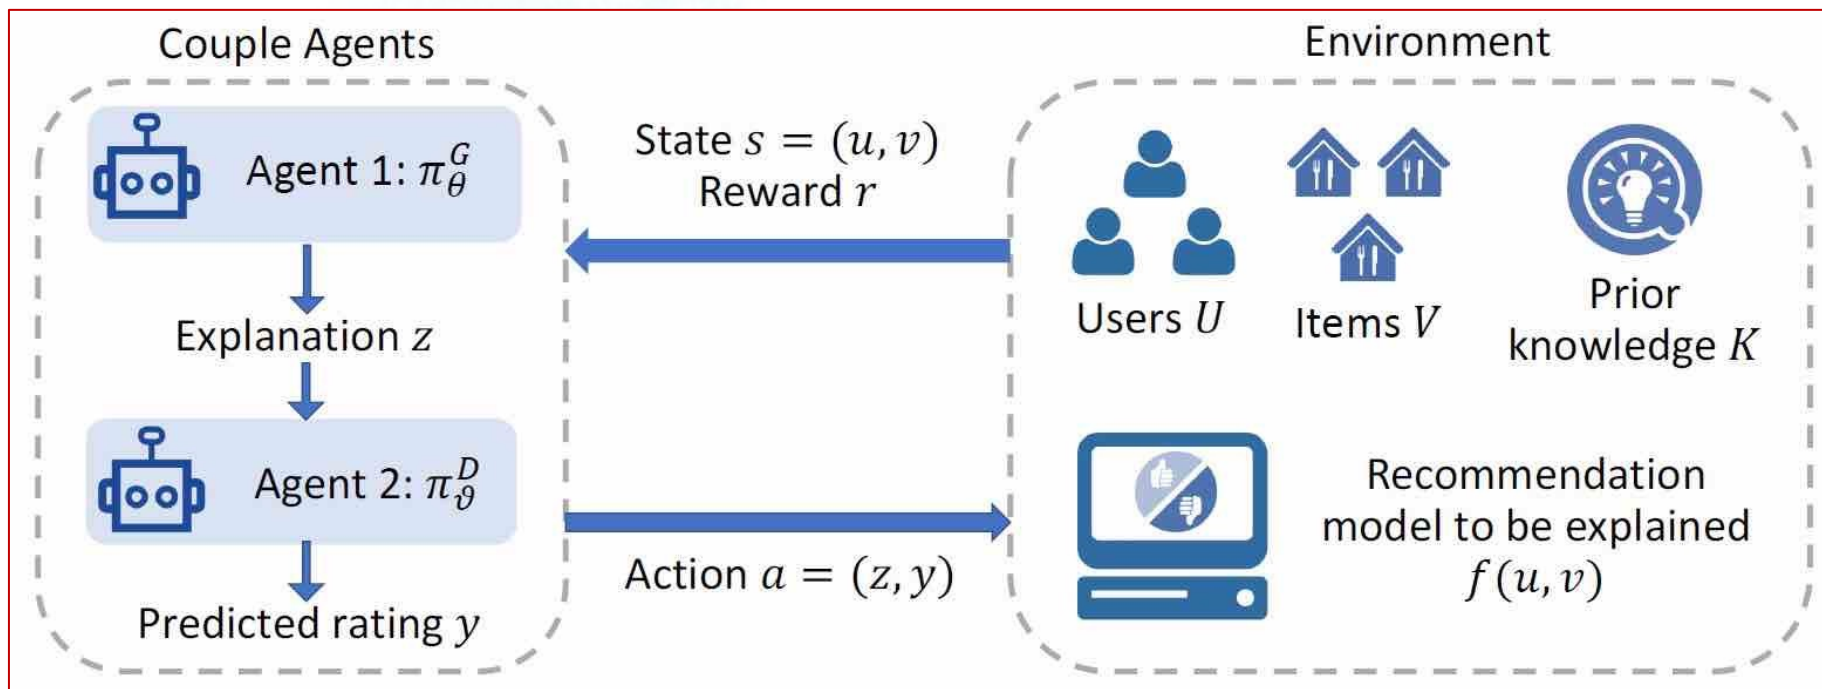 Couple Agents
Agent 1: π_θ^G
Explanation z
Agent 2: π_ϑ^D
Predicted rating y
State s = (u, v)
Reward r
Action a = (z, y)
Environment
Users U
Items V
Prior
knowledge K
Recommendation
model to be explained
f(u, v)